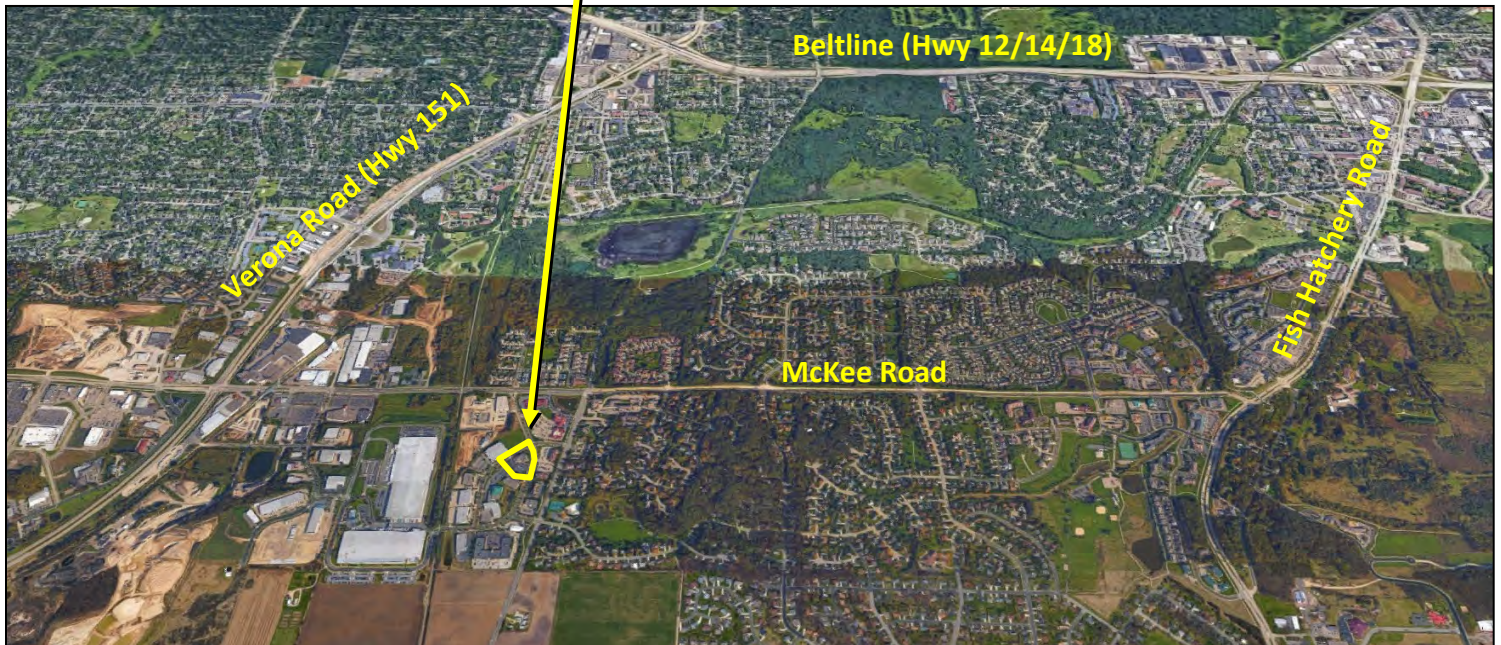 Beltline (Hwy 12/14/18)
Verona Road (Hwy 151)
Fish Hatchery Road
McKee Road